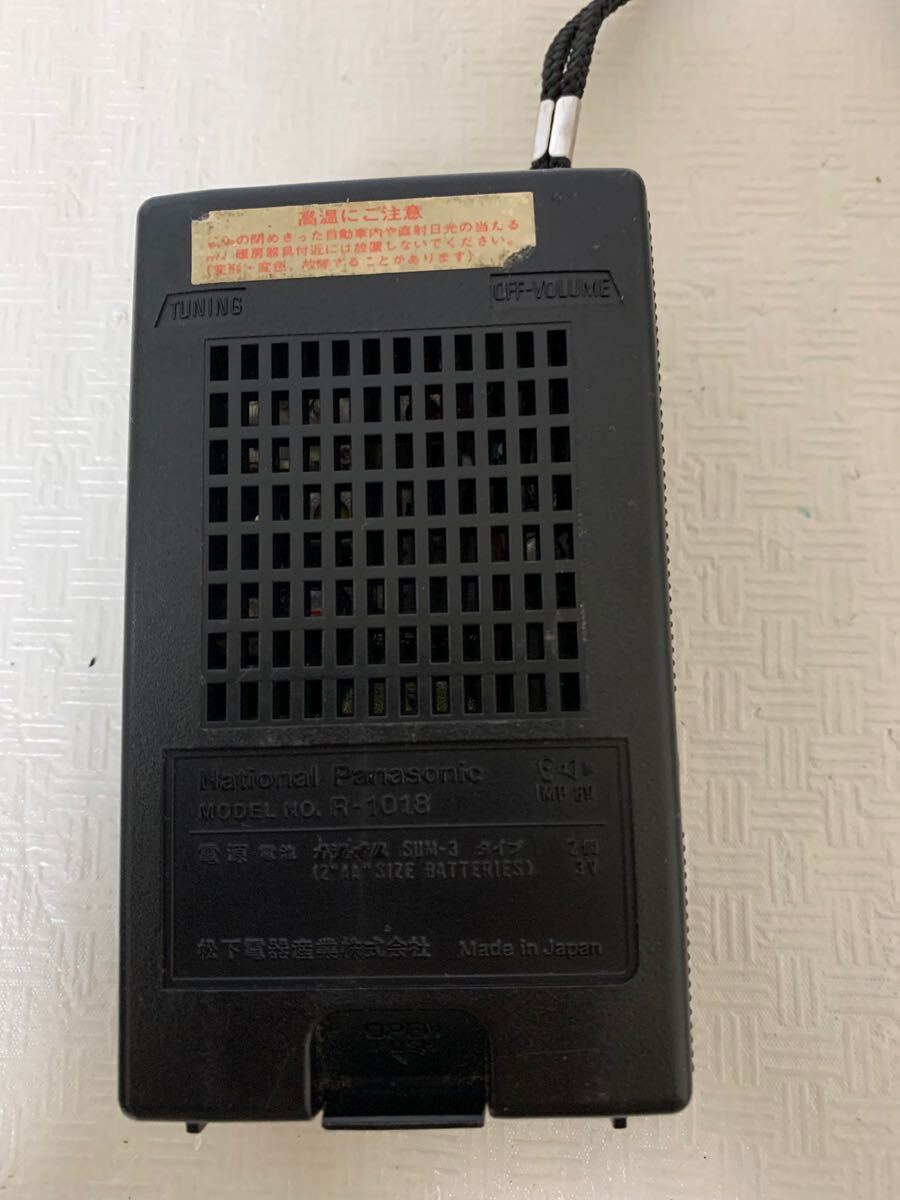 高温にご注意
の閉めきった自動車内や直射日光の当える
暖房器具付近には放置しないでください。
(変形・変色、故障することがあります)
TUNING
OFF-VOLUME
National Panasonic
MODEL NO. R-1018
IMP 8Ω
電源 電池 SUM-3 タイプ 2個
(2"AA" SIZE BATTERIES) 3V
松下電器産業株式会社 Made in Japan
OPEN